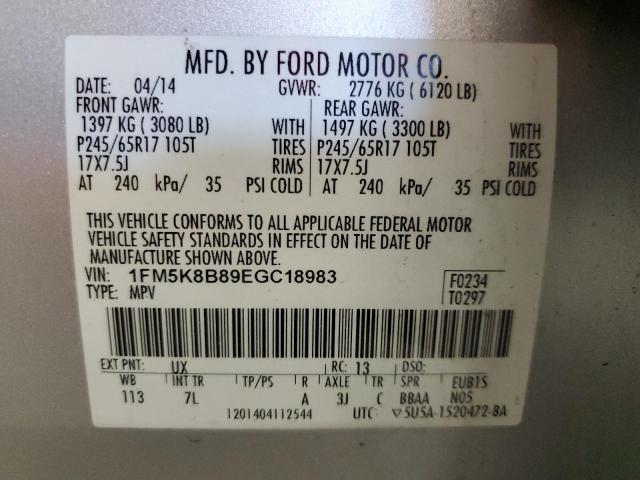 MFD. BY FORD MOTOR CO.
DATE: 04/14 GVWR: 2776 KG ( 6120 LB)
FRONT GAWR: REAR GAWR:
1397 KG ( 3080 LB) WITH 1497 KG ( 3300 LB) WITH
P245/65R17 105T TIRES P245/65R17 105T TIRES
17X7.5J RIMS 17X7.5J RIMS
AT 240 kPa/ 35 PSI COLD AT 240 kPa/ 35 PSI COLD
THIS VEHICLE CONFORMS TO ALL APPLICABLE FEDERAL MOTOR
VEHICLE SAFETY STANDARDS IN EFFECT ON THE DATE OF
MANUFACTURE SHOWN ABOVE.
VIN: 1FM5K8B89EGC18983 F0234
TYPE: MPV T0297
EXT PNT: UX RC: 13 DSO:
WB INT TR TP/PS R AXLE TR SPR EUB1S
113 7L A 3J C BBAA N05
1201404112544 UTC: ▽5U5A-1520472-BA